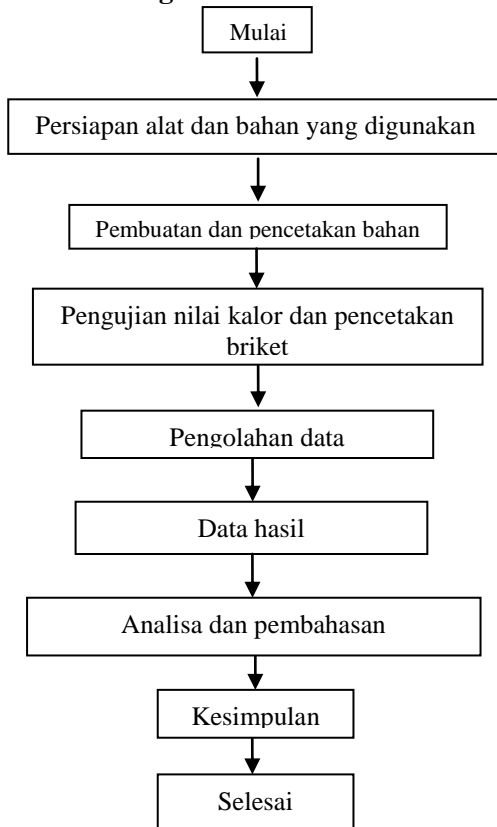 Mulai
Persiapan alat dan bahan yang digunakan
Pembuatan dan pencetakan bahan
Pengujian nilai kalor dan pencetakan
briket
Pengolahan data
Data hasil
Analisa dan pembahasan
Kesimpulan
Selesai